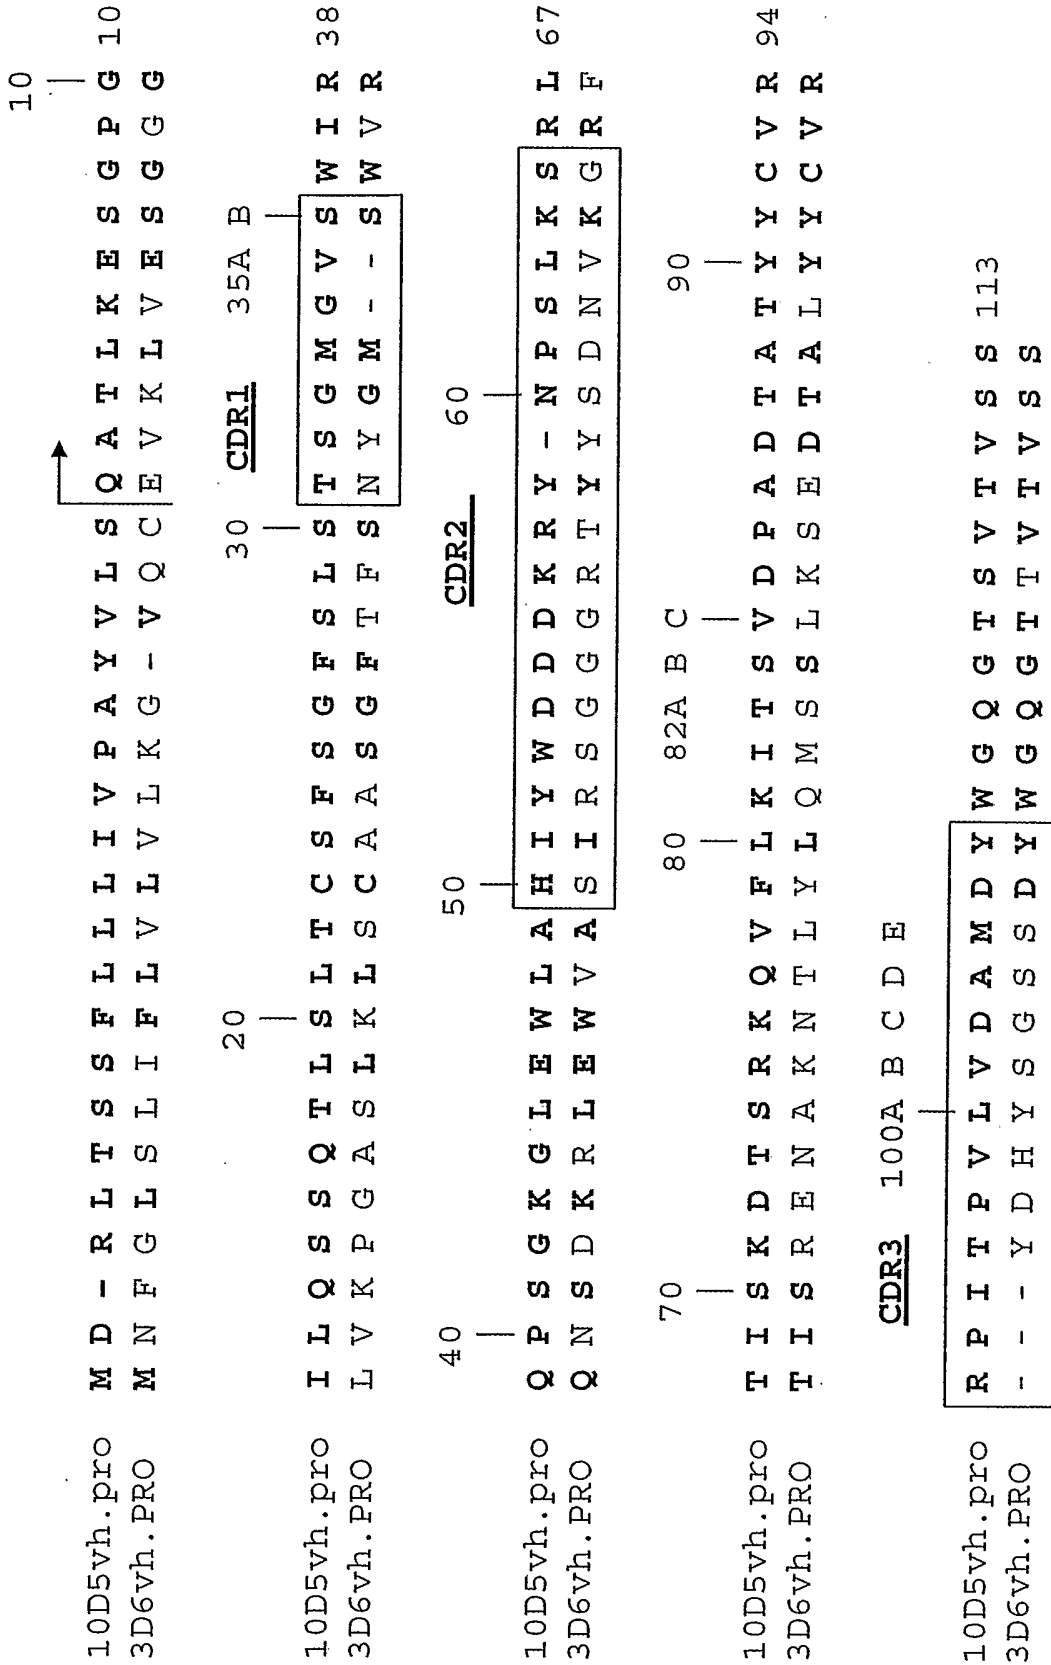 10
10D5vh.pro M D - R L T S S F L L L I V P A Y V L S Q A T L K E S G P G 10
3D6vh.PRO M N F G L S L I F L V L V L K G - V Q C E V K L V E S G G G
CDR1
20 30 35A B
10D5vh.pro I L Q S S Q T L S L T C S F S G F S L S T S G M G V S W I R 38
3D6vh.PRO L V K P G A S L K L S C A A S G F T F S N Y G M - - S W V R
CDR2
40 50 60
10D5vh.pro Q P S G K G L E W L A H I Y W D D D K R Y - N P S L K S R L 67
3D6vh.PRO Q N S D K R L E W V A S I R S G G G R T Y Y S D N V K G R F
70 80 82A B C 90
10D5vh.pro T I S K D T S R K Q V F L K I T S V D P A D T A T Y Y C V R 94
3D6vh.PRO T I S R E N A K N T L Y L Q M S S L K S E D T A L Y Y C V R
CDR3 100A B C D E
10D5vh.pro R P I T P V L V D A M D Y W G Q G T S V T V S S 113
3D6vh.PRO - - - Y D H Y S G S S D Y W G Q G T T V T V S S